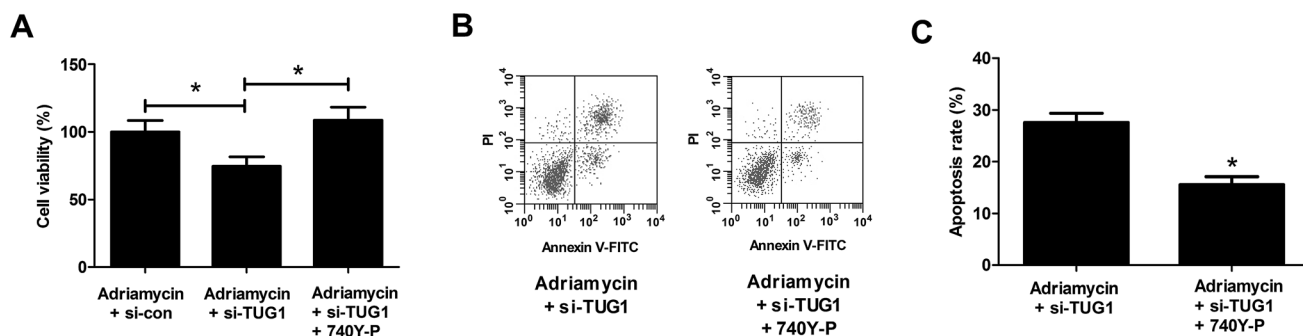 A
Cell viability (%)
150
100
50
0
*
*
Adriamycin
+ si-con
Adriamycin
+ si-TUG1
Adriamycin
+ si-TUG1
+ 740Y-P
B
PI
10⁴
10³
10²
10¹
10⁰
10⁰ 10¹ 10² 10³ 10⁴
Annexin V-FITC
Adriamycin
+ si-TUG1
PI
10⁴
10³
10²
10¹
10⁰
10⁰ 10¹ 10² 10³ 10⁴
Annexin V-FITC
Adriamycin
+ si-TUG1
+ 740Y-P
C
Apoptosis rate (%)
40
30
20
10
0
*
Adriamycin
+ si-TUG1
Adriamycin
+ si-TUG1
+ 740Y-P